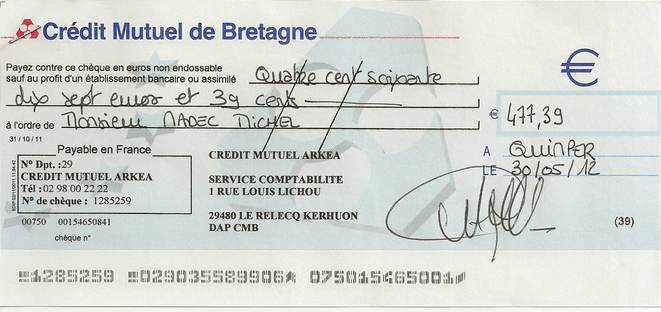 Crédit Mutuel de Bretagne
Payez contre ce chèque en euros non endossable
sauf au profit d'un établissement bancaire ou assimilé Quatre cent soixante
dix sept euros et 39 cents
€ 477,39
à l'ordre de Monsieur MADEC MICHEL
31 / 10 / 11
Payable en France
N° Dpt. :29
CREDIT MUTUEL ARKEA
Tél : 02 98 00 22 22
N° de chèque : 1285259
00750 00154650841
chèque n°
CREDIT MUTUEL ARKEA
SERVICE COMPTABILITE
1 RUE LOUIS LICHOU
29480 LE RELECQ KERHUON
DAP CMB
A QUIMPER
LE 30/05/12
(39)
1285259 029035589906 075015465001